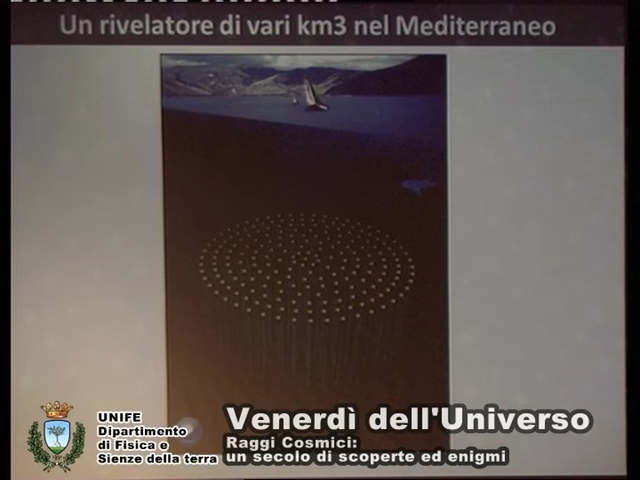 Un rivelatore di vari km3 nel Mediterraneo
UNIFE
Dipartimento
di Fisica e
Sienze della terra
Venerdì dell'Universo
Raggi Cosmici:
un secolo di scoperte ed enigmi